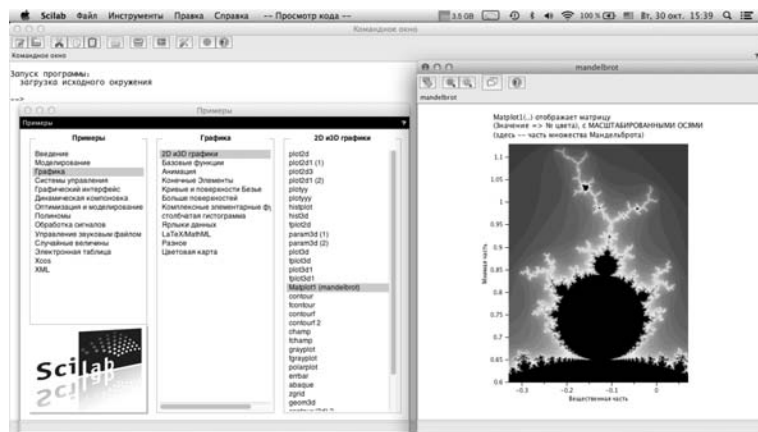 Scilab Файл Инструменты Правка Справка -- Просмотр кода --
3.5 GB 100 % Вт, 30 окт. 15:39
Командное окно
Командное окно
Запуск программы:
загрузка исходного окружения
-->
Примеры
Примеры
Примеры
Введение
Моделирование
Графика
Системы управления
Графический интерфейс
Динамическая компоновка
Оптимизация и моделирование
Полиномы
Обработка сигналов
Управление звуковым файлом
Случайные величины
Электронная таблица
Xcos
XML
Scilab
Графика
2D и3D графики
Базовые функции
Анимация
Конечные Элементы
Кривые и поверхности Безье
Больше поверхностей
Комплексные элементарные фу
столбчатая гистограмма
Ярлыки данных
LaTeX/MathML
Разное
Цветовая карта
2D и3D графики
plot2d
plot2d1 (1)
plot2d3
plot2d1 (2)
plotyy
plotyyy
histplot
hist3d
fplot2d
param3d (1)
param3d (2)
plot3d
fplot3d
plot3d1
fplot3d1
Matplot1 (mandelbrot)
contour
fcontour
contourf
contourf 2
champ
fchamp
grayplot
fgrayplot
polarplot
errbar
abaque
zgrid
geom3d
mandelbrot
mandelbrot
Matplot1(..) отображает матрицу
(Значение => № цвета), с МАСШТАБИРОВАННЫМИ ОСЯМИ
(здесь -- часть множества Мандельброта)
Мнимая часть
1.1
1
0.95
0.9
0.85
0.8
0.75
0.7
0.65
0.6
-0.3 -0.2 -0.1 0
Вещественная часть